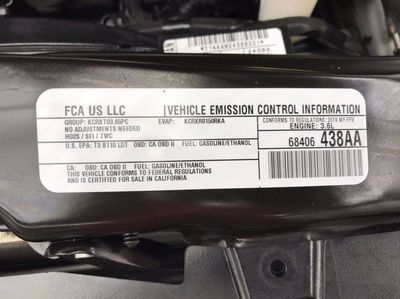 FCA US LLC
VEHICLE EMISSION CONTROL INFORMATION
GROUP: KCRXT03.65PC EVAP: KCRXR0150RKA
NO ADJUSTMENTS NEEDED
HO2S / SFI / TWC
CONFORMS TO REGULATIONS: 2019 MY FFV
ENGINE: 3.6L
U.S. EPA: T3 B110 LDT OBD: CA OBD II FUEL: GASOLINE/ETHANOL
68406 438AA
CA: OBD: CA OBD II FUEL: GASOLINE/ETHANOL
THIS VEHICLE CONFORMS TO FEDERAL REGULATIONS
AND IS CERTIFIED FOR SALE IN CALIFORNIA